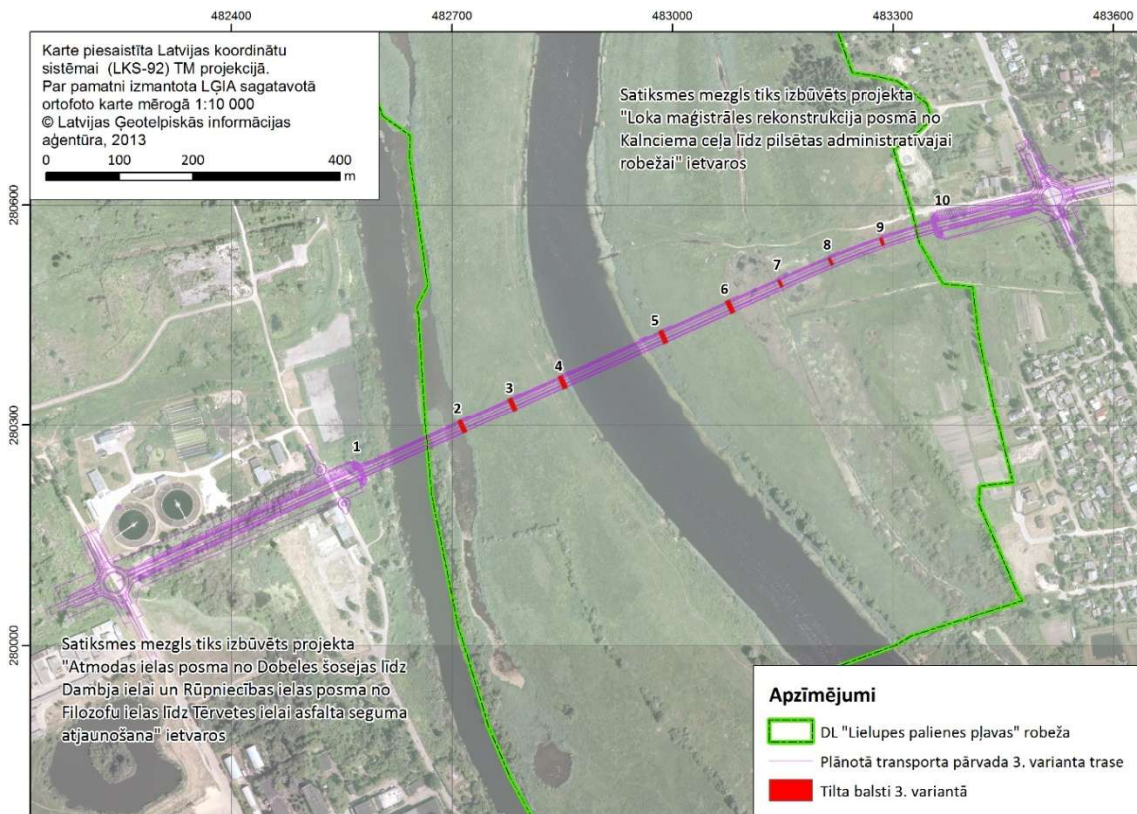 482400
482700
483000
483300
483600
Karte piesaistīta Latvijas koordinātu
sistēmai (LKS-92) TM projekcijā.
Par pamatni izmantota LĢIA sagatavotā
ortofoto karte mērogā 1:10 000
© Latvijas Ģeotelpiskās informācijas
aģentūra, 2013
0 100 200 400
m
Satiksmes mezgls tiks izbūvēts projekta
"Loka maģistrāles rekonstrukcija posmā no
Kalnciema ceļa līdz pilsētas administratīvajai
robežai" ietvaros
280600
280300
280000
10
9
8
7
6
5
4
3
2
1
Satiksmes mezgls tiks izbūvēts projekta
"Atmodas ielas posma no Dobeles šosejas līdz
Dambja ielai un Rūpniecības ielas posma no
Filozofu ielas līdz Tērvetes ielai asfalta seguma
atjaunošana" ietvaros
Apzīmējumi
DL "Lielupes palienes pļavas" robeža
Plānotā transporta pārvada 3. varianta trase
Tilta balsti 3. variantā